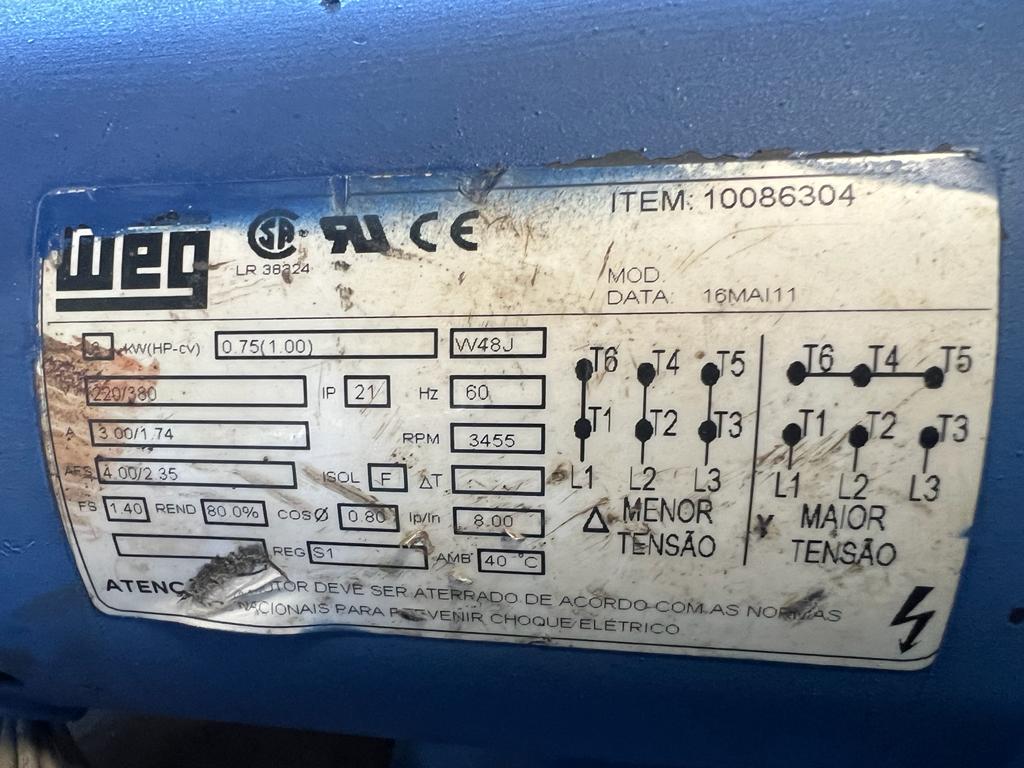 WEG SA® RU CE ITEM: 10086304
LR 38324
MOD.
DATA: 16MAI11
3 KW(HP-cv) 0.75(1.00) W48J
220/380 IP 21 Hz 60
A 3.00/1.74 RPM 3455
AFS 4.00/2.35 ISOL F ΔT
FS 1.40 REND 80.0% COSØ 0.80 Ip/In 8.00
REG S1 AMB 40 °C
T6 T4 T5
T1 T2 T3
L1 L2 L3
Δ MENOR
TENSÃO
T6 T4 T5
T1 T2 T3
L1 L2 L3
Y MAIOR
TENSÃO
MOTOR DEVE SER ATERRADO DE ACORDO COM AS NORMAS
NACIONAIS PARA PREVENIR CHOQUE ELÉTRICO